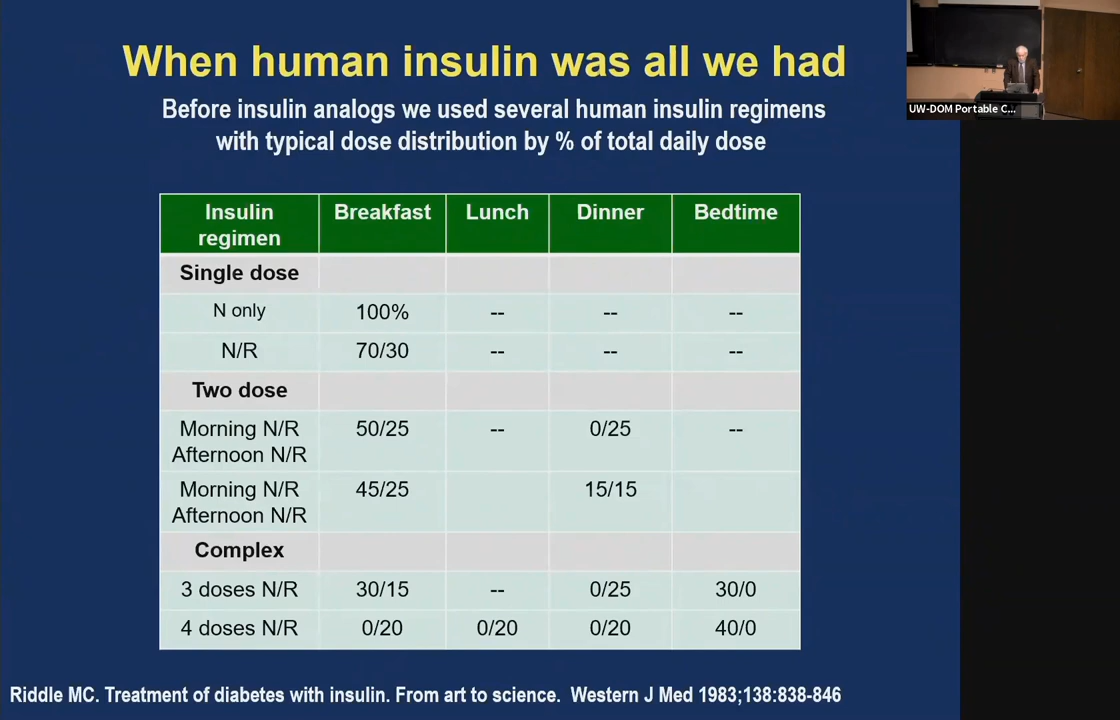 When human insulin was all we had
Before insulin analogs we used several human insulin regimens
with typical dose distribution by % of total daily dose
UW-DOM Portable C...
Insulin regimen Breakfast Lunch Dinner Bedtime
Single dose
N only 100% -- -- --
N/R 70/30 -- -- --
Two dose
Morning N/R 50/25 -- 0/25 --
Afternoon N/R
Morning N/R 45/25 15/15
Afternoon N/R
Complex
3 doses N/R 30/15 -- 0/25 30/0
4 doses N/R 0/20 0/20 0/20 40/0
Riddle MC. Treatment of diabetes with insulin. From art to science. Western J Med 1983;138:838-846